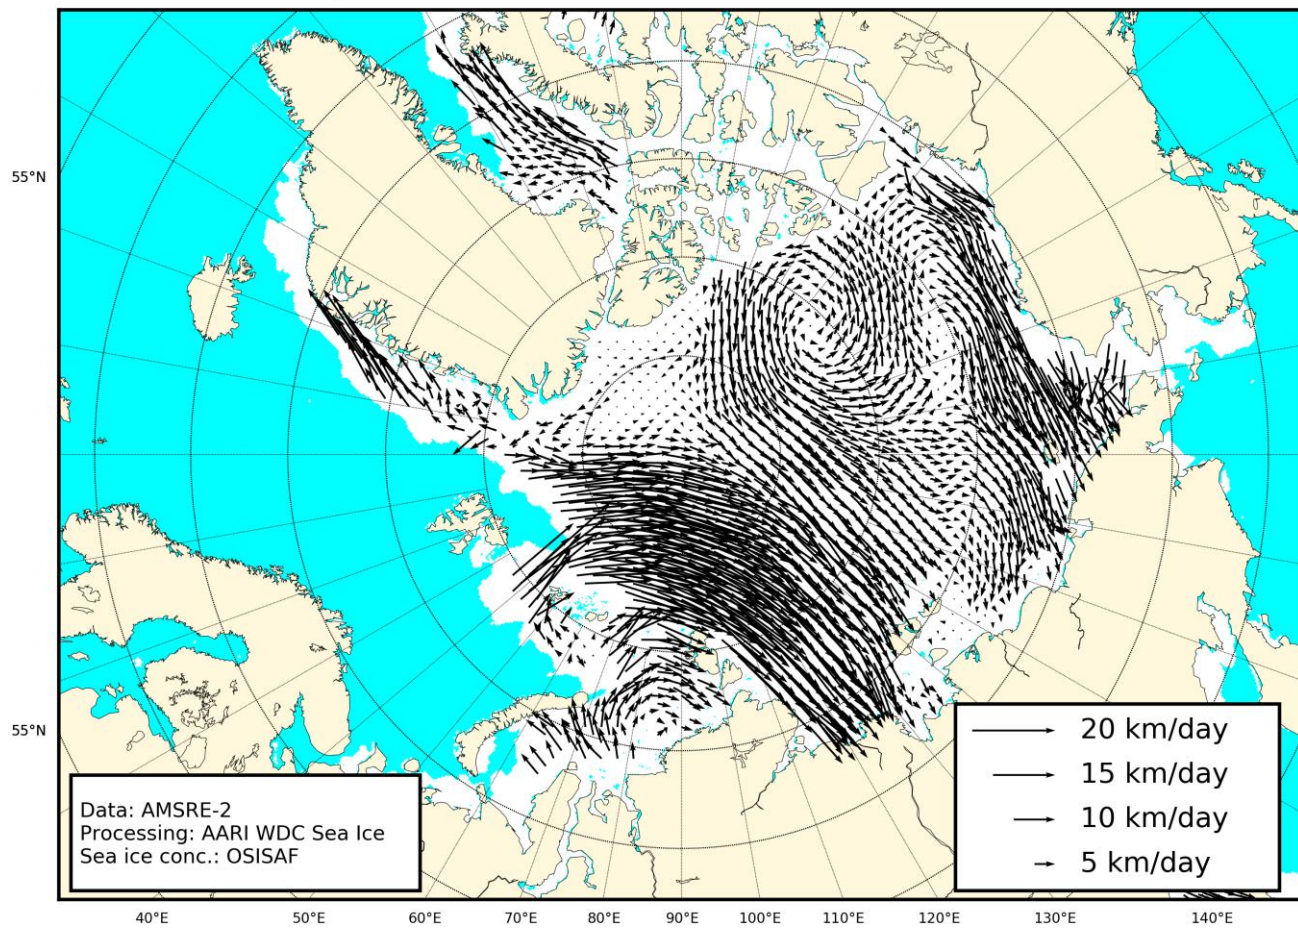 55°N
55°N
Data: AMSRE-2
Processing: AARI WDC Sea Ice
Sea ice conc.: OSISAF
20 km/day
15 km/day
10 km/day
5 km/day
40°E 50°E 60°E 70°E 80°E 90°E 100°E 110°E 120°E 130°E 140°E